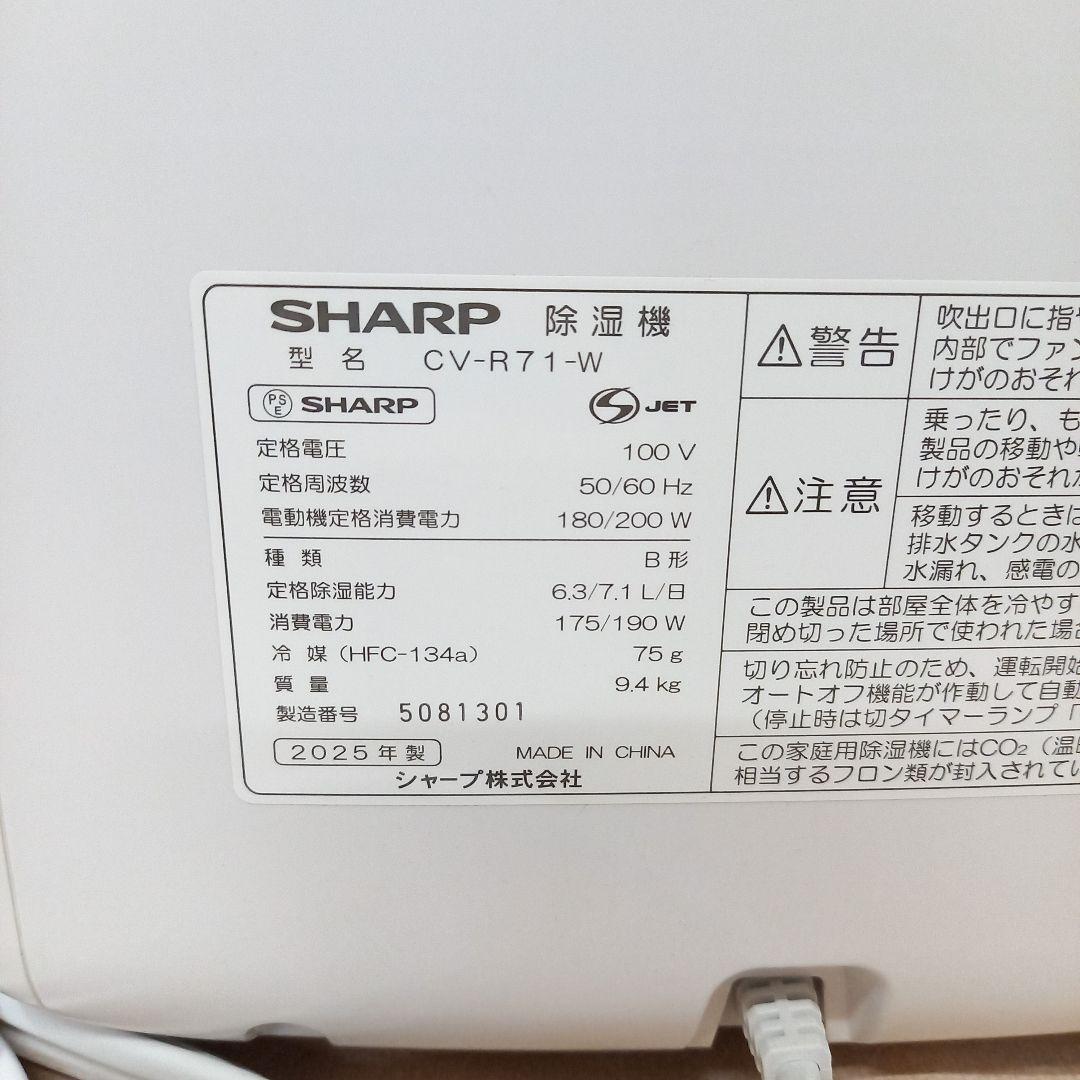 SHARP 除湿機
型名 CV-R71-W
PSE SHARP S JET
定格電圧 100 V
定格周波数 50/60 Hz
電動機定格消費電力 180/200 W
種類 B形
定格除湿能力 6.3/7.1 L/日
消費電力 175/190 W
冷媒(HFC-134a) 75 g
質量 9.4 kg
製造番号 5081301
2025年製 MADE IN CHINA
シャープ株式会社
警告
吹出口に指や
内部でファン
けがのおそれ
注意
乗ったり、も
製品の移動や
けがのおそれが
移動するときは
排水タンクの水
水漏れ、感電の
この製品は部屋全体を冷やす
閉め切った場所で使われた場合
切り忘れ防止のため、運転開始
オートオフ機能が作動して自動
(停止時は切タイマーランプ「
この家庭用除湿機にはCO₂(温暖
相当するフロン類が封入されてい